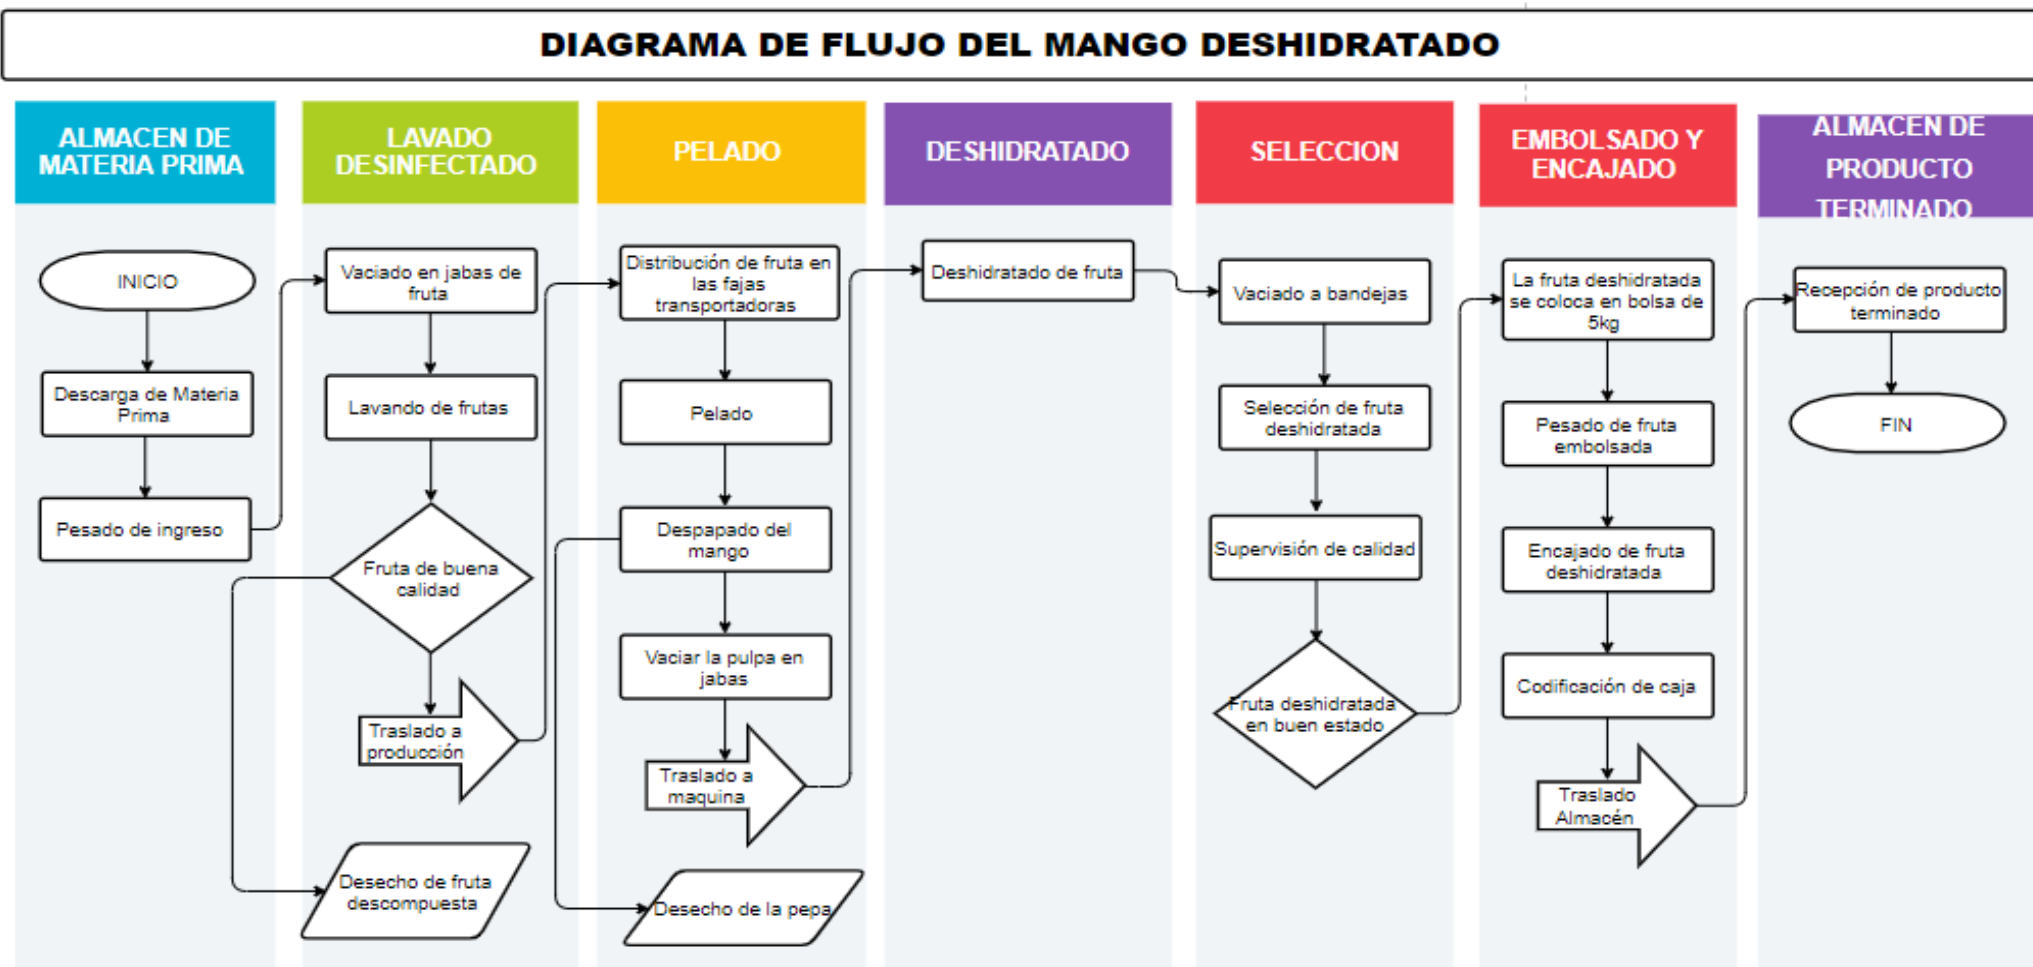 DIAGRAMA DE FLUJO DEL MANGO DESHIDRATADO
ALMACEN DE
MATERIA PRIMA
INICIO
Descarga de Materia
Prima
Pesado de ingreso
LAVADO
DESINFECTADO
Vaciado en jabas de
fruta
Lavando de frutas
Fruta de buena
calidad
Traslado a
producción
Desecho de fruta
descompuesta
PELADO
Distribución de fruta en
las fajas
transportadoras
Pelado
Despapado del
mango
Vaciar la pulpa en
jabas
Traslado a
maquina
Desecho de la pepa
DESHIDRATADO
Deshidratado de fruta
SELECCION
Vaciado a bandejas
Selección de fruta
deshidratada
Supervisión de calidad
Fruta deshidratada
en buen estado
EMBOLSADO Y
ENCAJADO
La fruta deshidratada
se coloca en bolsa de
5kg
Pesado de fruta
embolsada
Encajado de fruta
deshidratada
Codificación de caja
Traslado
Almacén
ALMACEN DE
PRODUCTO
TERMINADO
Recepción de producto
terminado
FIN